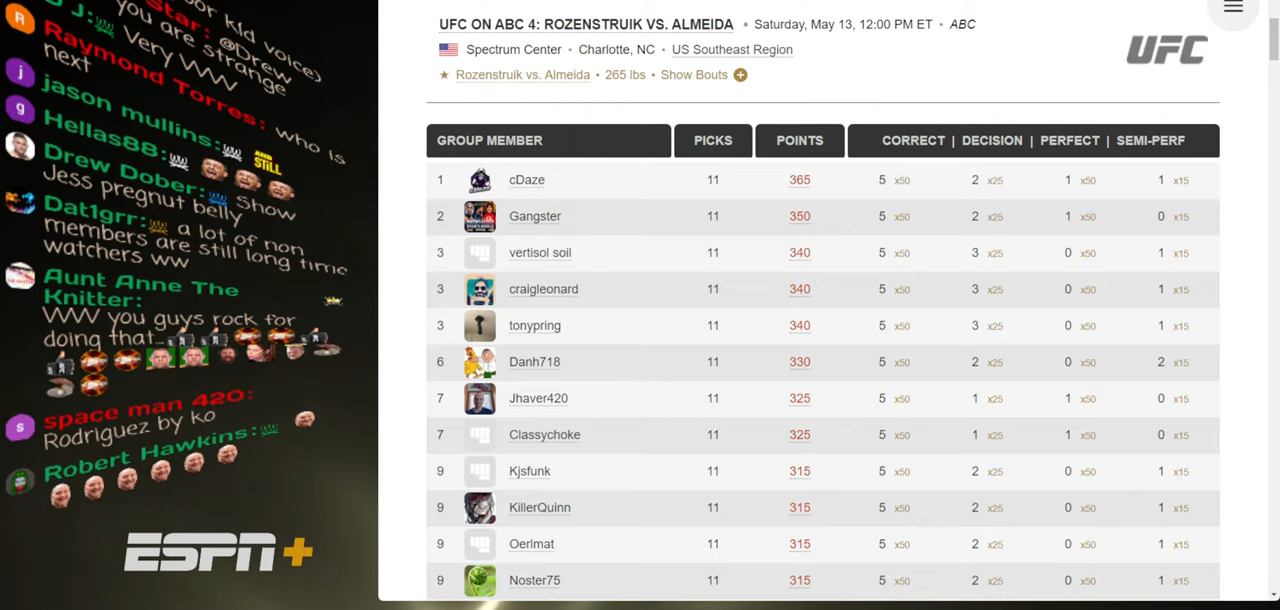 oor kid voice)
Star: @Drew
you are strange
J J:
Very WW
Raymond Torres: who is
next
jason mullins:
Hellas88:
AND
STILL
Drew Dober: Show
Jess pregnut belly
Dat1grr: a lot of non
members are still long time
watchers ww
Aunt Anne The
Knitter:
WW you guys rock for
doing that...
space man 420:
Rodriguez by ko
Robert Hawkins:
ESPN+
UFC ON ABC 4: ROZENSTRUIK VS. ALMEIDA • Saturday, May 13, 12:00 PM ET • ABC
Spectrum Center • Charlotte, NC • US Southeast Region
★ Rozenstruik vs. Almeida • 265 lbs • Show Bouts +
UFC
GROUP MEMBER PICKS POINTS CORRECT | DECISION | PERFECT | SEMI-PERF
1 cDaze 11 365 5 x50 2 x25 1 x50 1 x15
2 Gangster 11 350 5 x50 2 x25 1 x50 0 x15
3 vertisol soil 11 340 5 x50 3 x25 0 x50 1 x15
3 craigleonard 11 340 5 x50 3 x25 0 x50 1 x15
3 tonypring 11 340 5 x50 3 x25 0 x50 1 x15
6 Danh718 11 330 5 x50 2 x25 0 x50 2 x15
7 Jhaver420 11 325 5 x50 1 x25 1 x50 0 x15
7 Classychoke 11 325 5 x50 1 x25 1 x50 0 x15
9 Kjsfunk 11 315 5 x50 2 x25 0 x50 1 x15
9 KillerQuinn 11 315 5 x50 2 x25 0 x50 1 x15
9 Oerlmat 11 315 5 x50 2 x25 0 x50 1 x15
9 Noster75 11 315 5 x50 2 x25 0 x50 1 x15